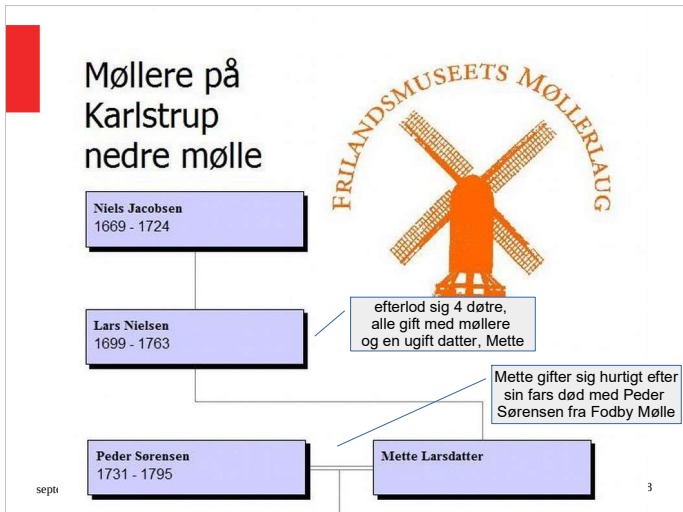 Møllere på
Karlstrup
nedre mølle
FRILANDSMUSEETS MØLLERLAUG
Niels Jacobsen
1669 - 1724
efterlod sig 4 døtre,
alle gift med møllere
og en ugift datter, Mette
Lars Nielsen
1699 - 1763
Mette gifter sig hurtigt efter
sin fars død med Peder
Sørensen fra Fodby Mølle
Peder Sørensen
1731 - 1795
Mette Larsdatter